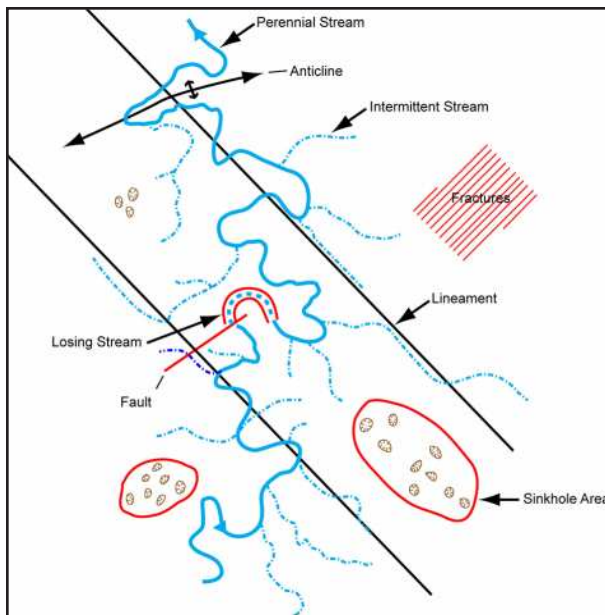 Perennial Stream
Anticline
Intermittent Stream
Fractures
Lineament
Losing Stream
Fault
Sinkhole Area